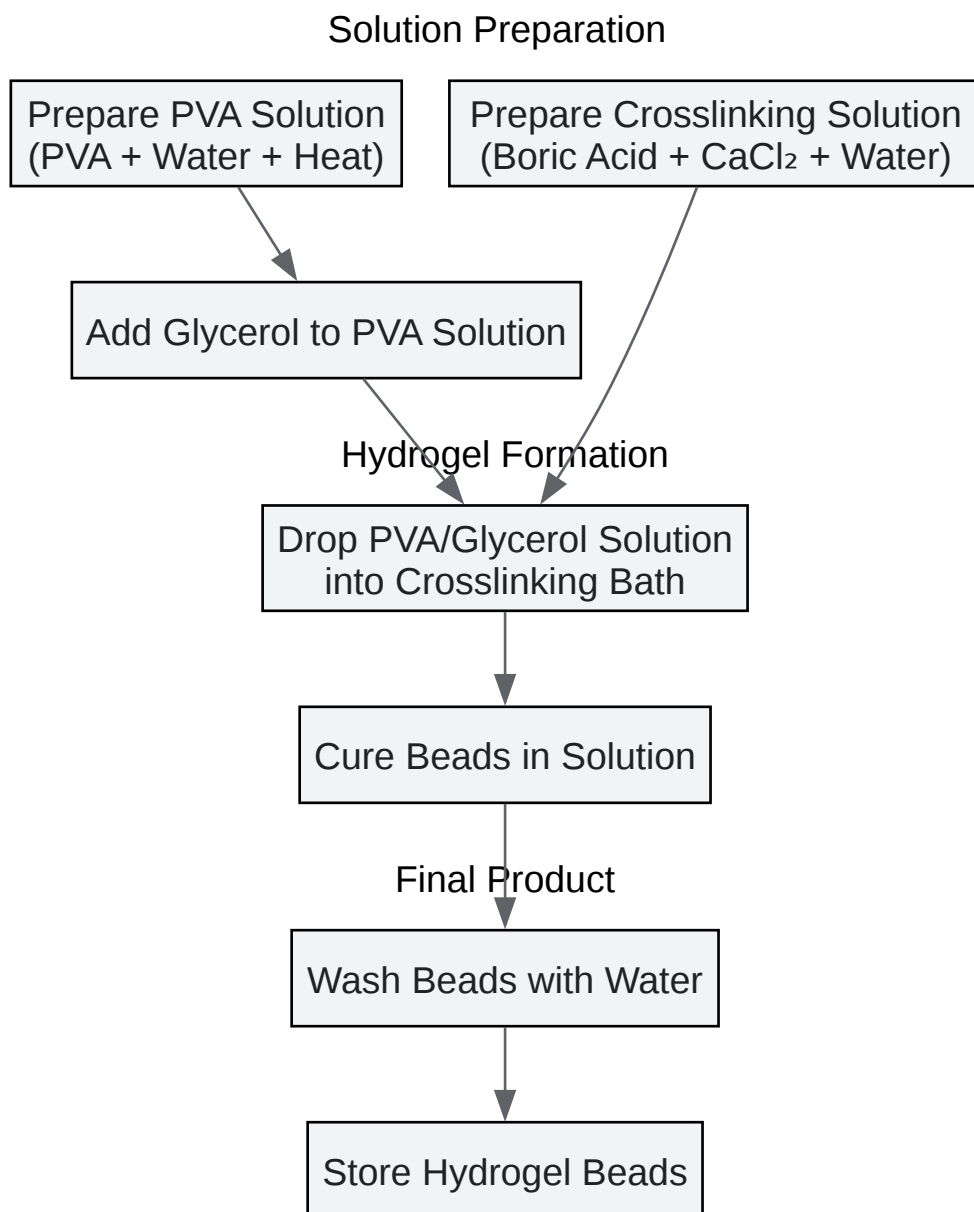 Solution Preparation
Prepare PVA Solution
(PVA + Water + Heat)
Prepare Crosslinking Solution
(Boric Acid + CaCl₂ + Water)
Add Glycerol to PVA Solution
Hydrogel Formation
Drop PVA/Glycerol Solution
into Crosslinking Bath
Cure Beads in Solution
Final Product
Wash Beads with Water
Store Hydrogel Beads